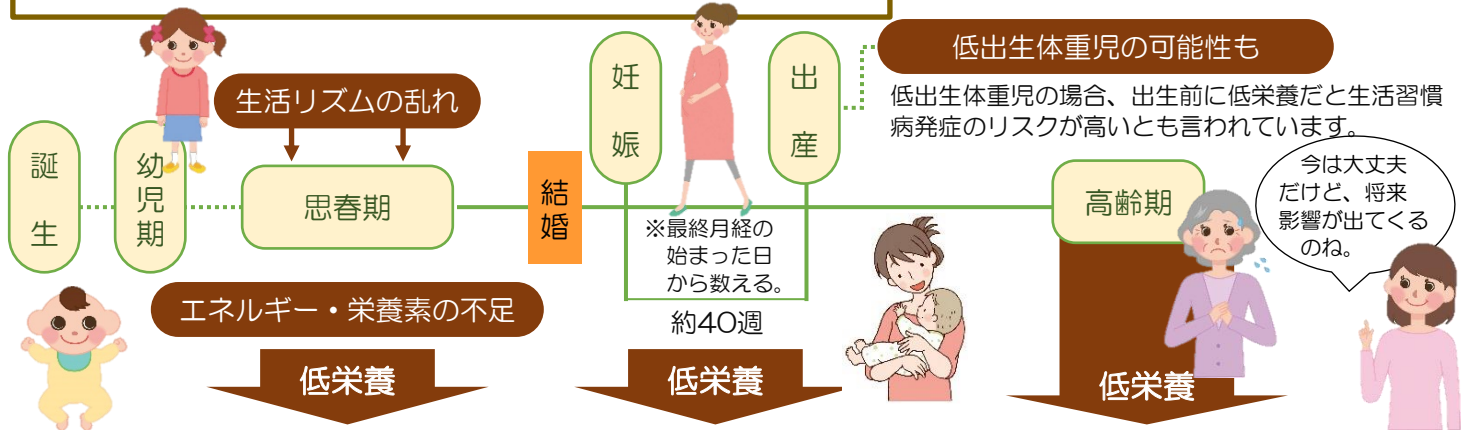 低出生体重児の可能性も
低出生体重児の場合、出生前に低栄養だと生活習慣
病発症のリスクが高いとも言われています。
生活リズムの乱れ
誕生
幼児期
思春期
結婚
妊娠
出産
高齢期
今は大丈夫
だけど、将来
影響が出てくる
のね。
※最終月経の
始まった日
から数える。
約40週
エネルギー・栄養素の不足
低栄養
低栄養
低栄養